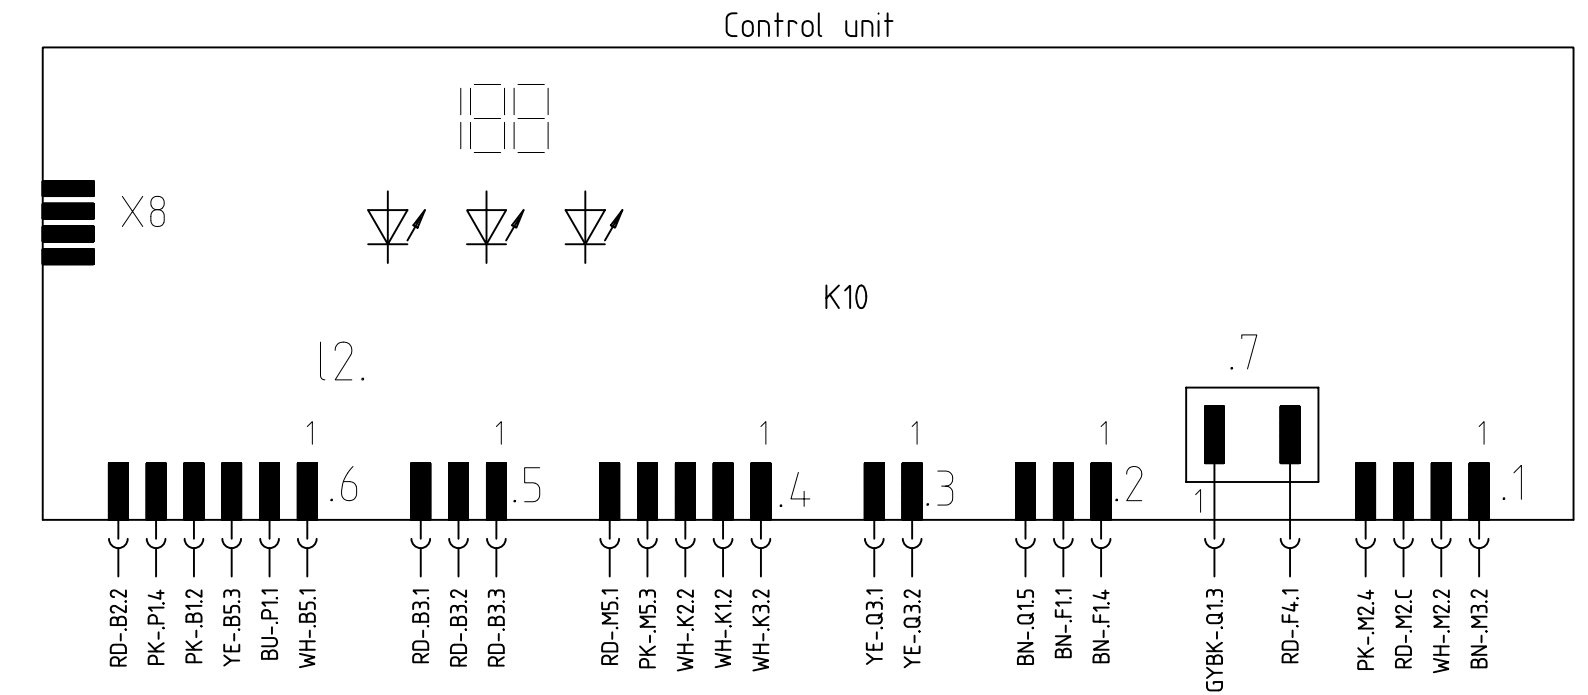 Control unit
188
X8
K10
l2.
.7
1
1
1
1
1
1
.6
.5
.4
.3
.2
1
.1
RD-.B2.2
PK-.P1.4
PK-.B1.2
YE-.B5.3
BU-.P1.1
WH-.B5.1
RD-.B3.1
RD-.B3.2
RD-.B3.3
RD-.M5.1
PK-.M5.3
WH-.K2.2
WH-.K1.2
WH-.K3.2
YE-.Q3.1
YE-.Q3.2
BN-.Q1.5
BN-.F1.1
BN-.F1.4
GYBK-.Q1.3
RD-.F4.1
PK-.M2.4
RD-.M2.C
WH-.M2.2
BN-.M3.2